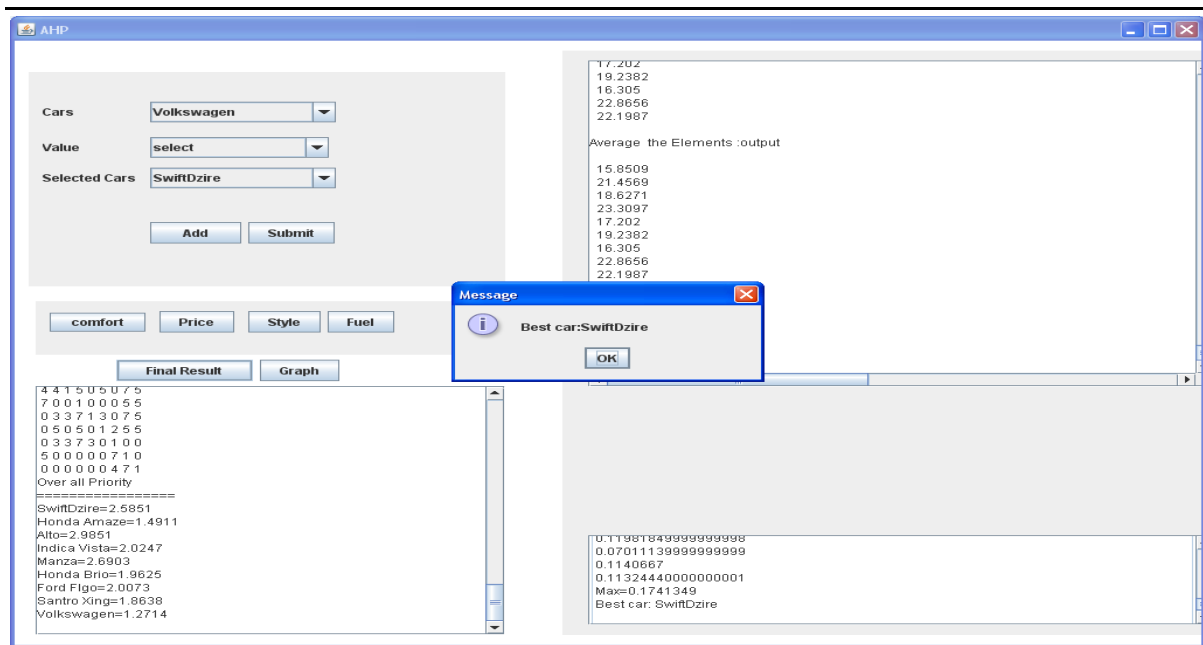 AHP
Cars Volkswagen
Value select
Selected Cars SwiftDzire
Add Submit
comfort Price Style Fuel
Final Result Graph
4 4 1 5 0 5 0 7 5
7 0 0 1 0 0 0 5 5
0 3 3 7 1 3 0 7 5
0 5 0 5 0 1 2 5 5
0 3 3 7 3 0 1 0 0
5 0 0 0 0 0 7 1 0
0 0 0 0 0 0 4 7 1
Over all Priority
==================
SwiftDzire=2.5851
Honda Amaze=1.4911
Alto=2.9851
Indica Vista=2.0247
Manza=2.6903
Honda Brio=1.9625
Ford FIgo=2.0073
Santro Xing=1.8638
Volkswagen=1.2714
17.202
19.2382
16.305
22.8656
22.1987
Average the Elements :output
15.8509
21.4569
18.6271
23.3097
17.202
19.2382
16.305
22.8656
22.1987
Message
Best car:SwiftDzire
OK
0.11981849999999998
0.07011139999999999
0.1140667
0.11324440000000001
Max=0.1741349
Best car: SwiftDzire